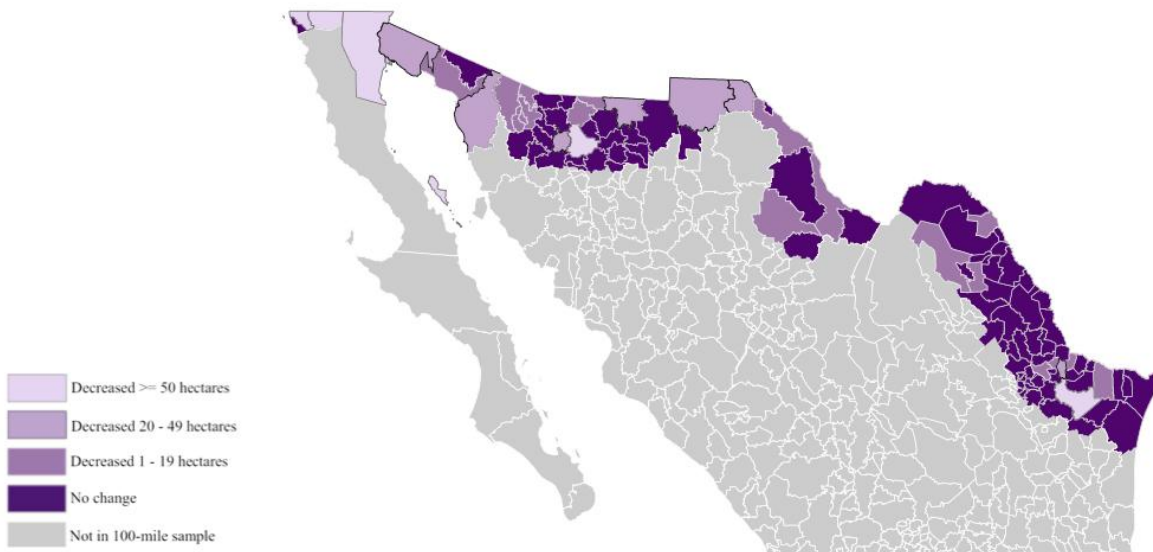 Decreased >= 50 hectares
Decreased 20 - 49 hectares
Decreased 1 - 19 hectares
No change
Not in 100-mile sample